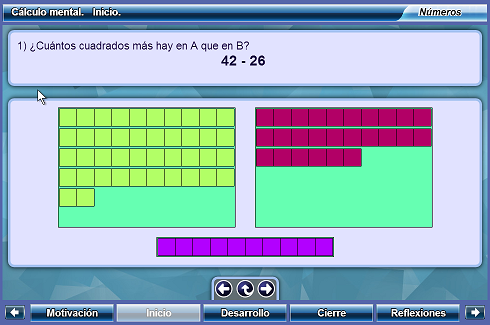 Cálculo mental. Inicio.
Números
1) ¿Cuántos cuadrados más hay en A que en B?
42 - 26
Motivación
Inicio
Desarrollo
Cierre
Reflexiones